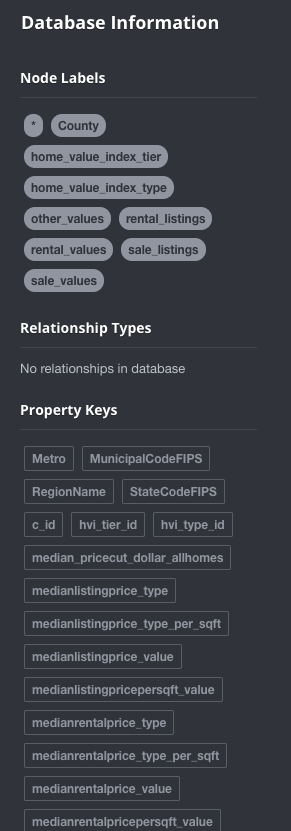 Database Information
Node Labels
* County
home_value_index_tier
home_value_index_type
other_values rental_listings
rental_values sale_listings
sale_values
Relationship Types
No relationships in database
Property Keys
Metro MunicipalCodeFIPS
RegionName StateCodeFIPS
c_id hvi_tier_id hvi_type_id
median_pricecut_dollar_allhomes
medianlistingprice_type
medianlistingprice_type_per_sqft
medianlistingprice_value
medianlistingpricepersqft_value
medianrentalprice_type
medianrentalprice_type_per_sqft
medianrentalprice_value
medianrentalpricepersqft_value